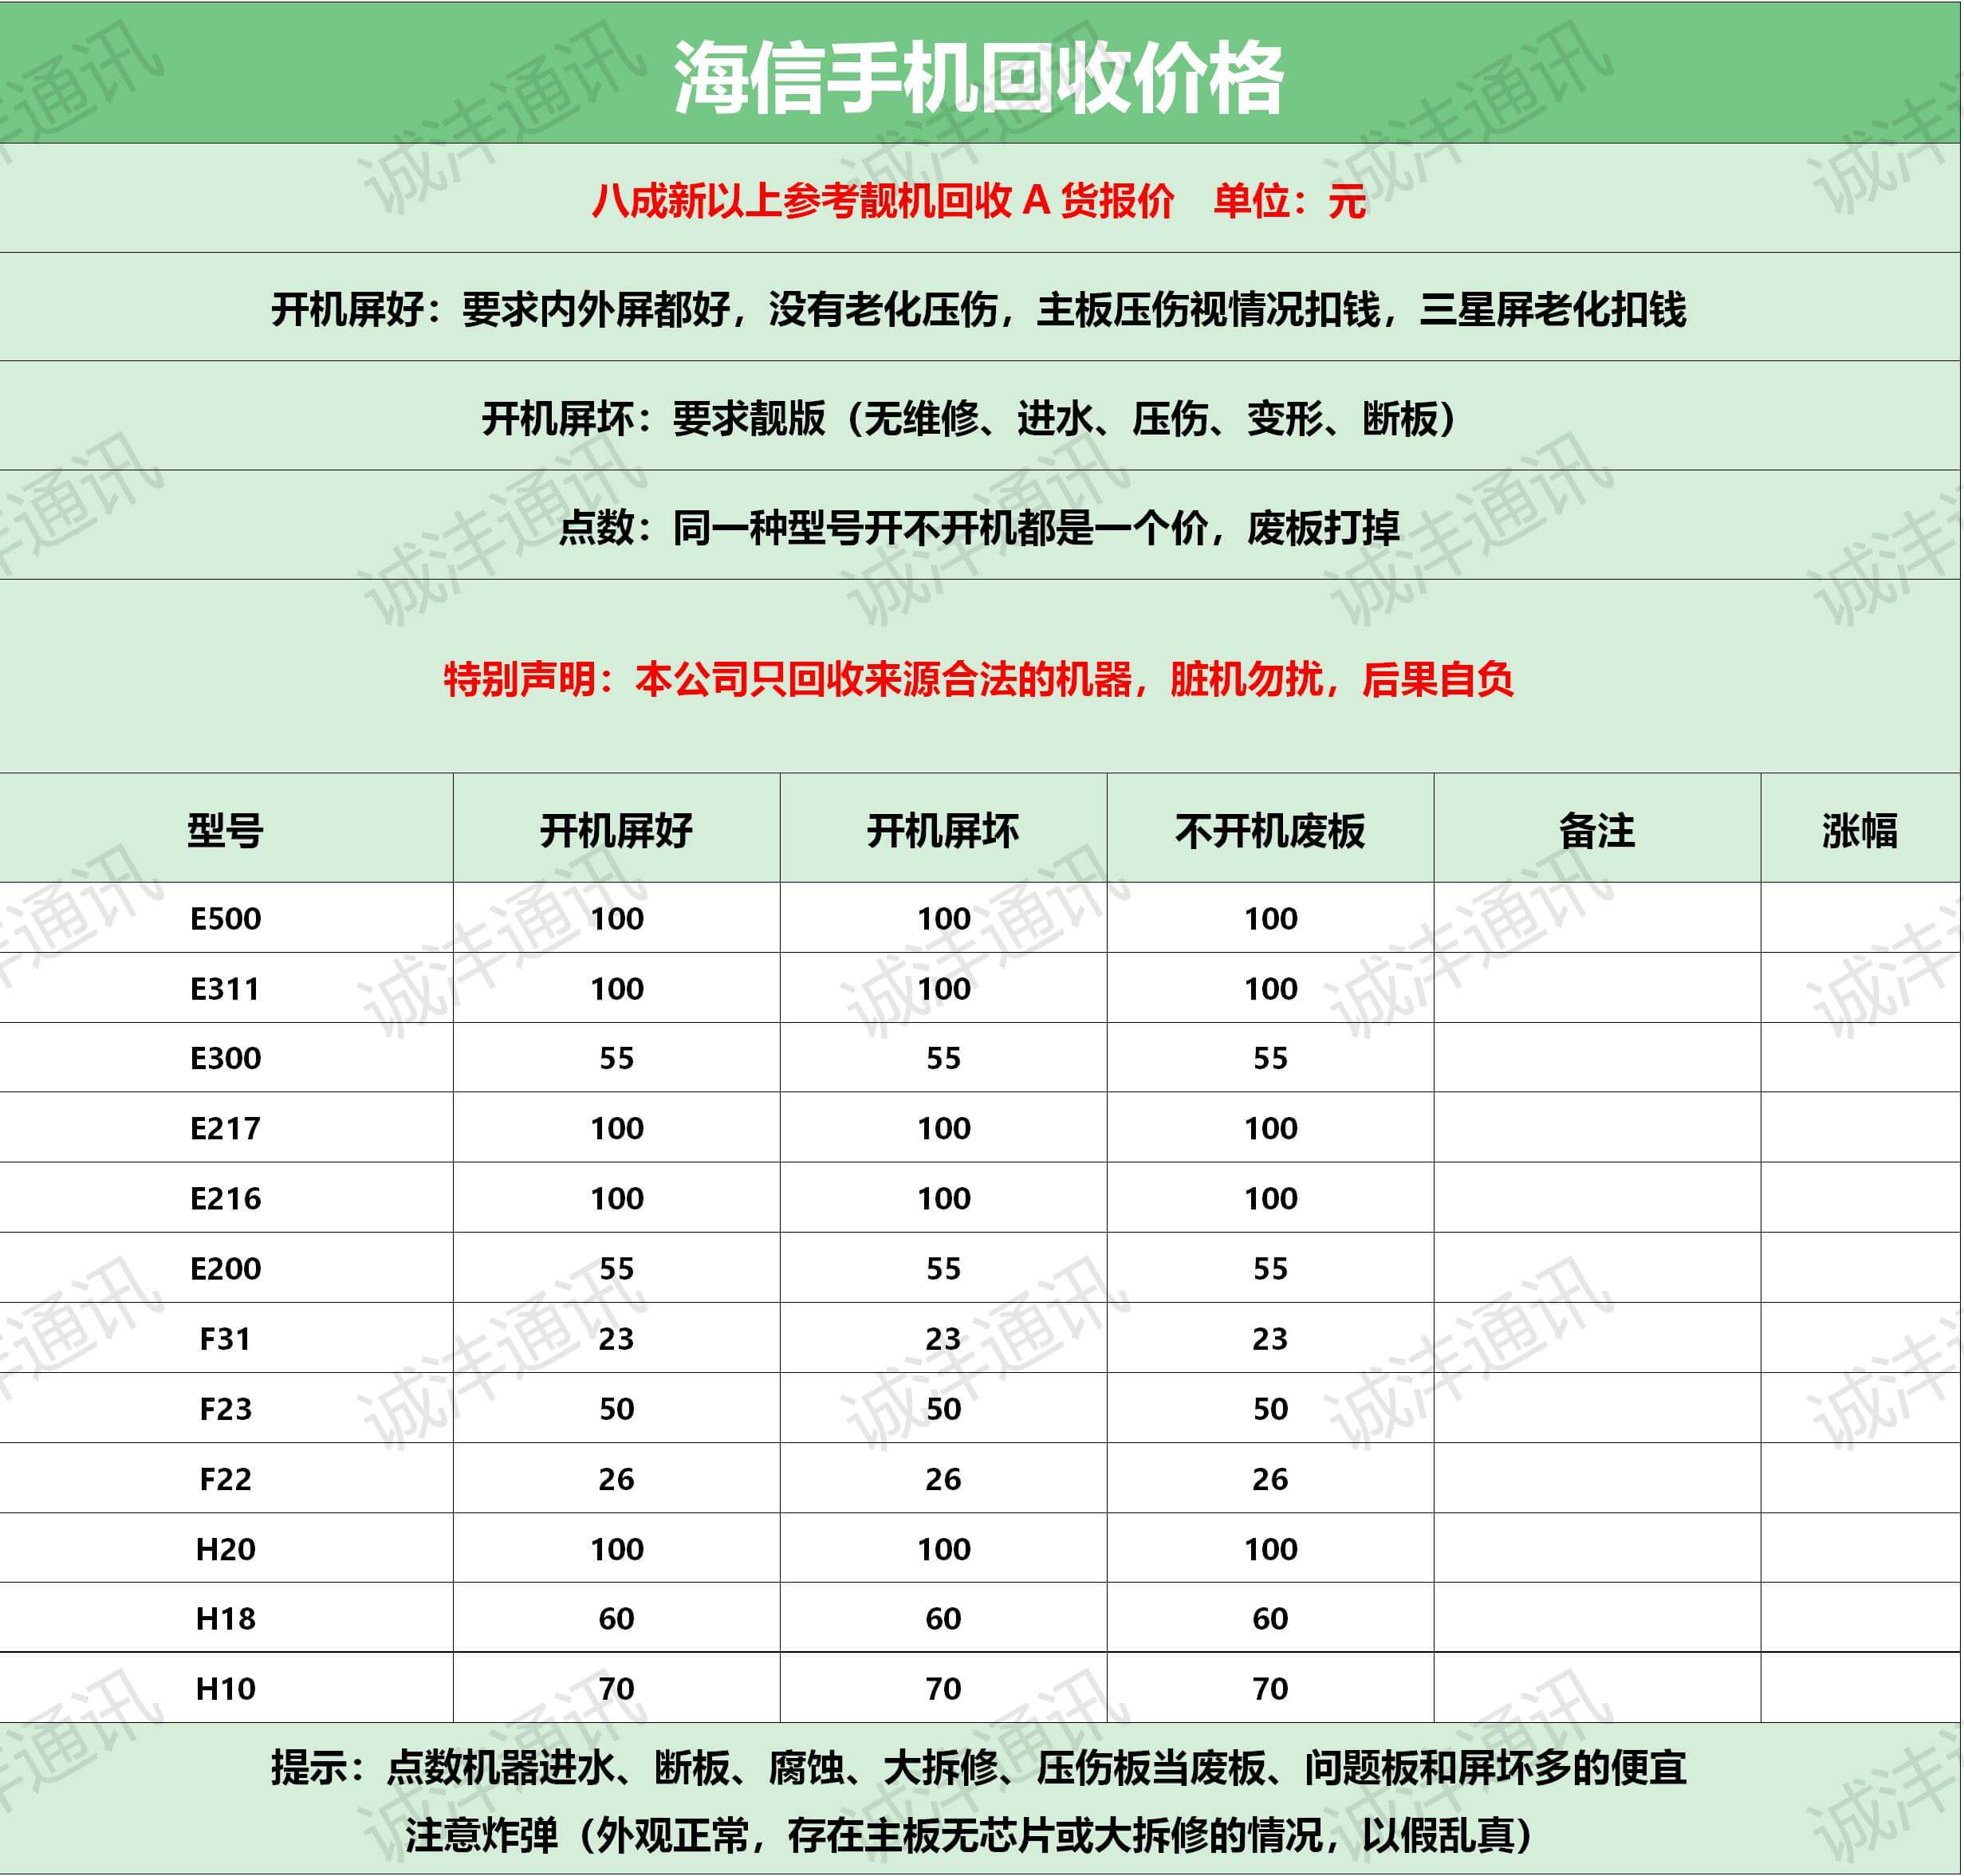 海信手机回收价格
八成新以上参考靓机回收 A 货报价 单位：元
开机屏好：要求内外屏都好，没有老化压伤，主板压伤视情况扣钱，三星屏老化扣钱
开机屏坏：要求靓版（无维修、进水、压伤、变形、断板）
点数：同一种型号开不开机都是一个价，废板打掉
特别声明：本公司只回收来源合法的机器，脏机勿扰，后果自负
型号 开机屏好 开机屏坏 不开机废板 备注 涨幅
E500 100 100 100
E311 100 100 100
E300 55 55 55
E217 100 100 100
E216 100 100 100
E200 55 55 55
F31 23 23 23
F23 50 50 50
F22 26 26 26
H20 100 100 100
H18 60 60 60
H10 70 70 70
提示：点数机器进水、断板、腐蚀、大拆修、压伤板当废板、问题板和屏坏多的便宜
注意炸弹（外观正常，存在主板无芯片或大拆修的情况，以假乱真）
诚沣通讯